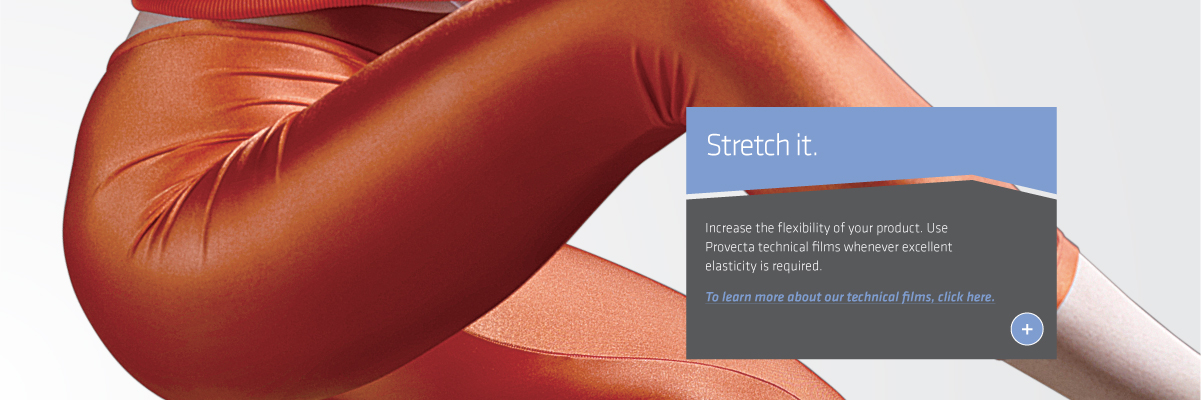 Stretch it.
Increase the flexibility of your product. Use
Provecta technical films whenever excellent
elasticity is required.
To learn more about our technical films, click here.
+